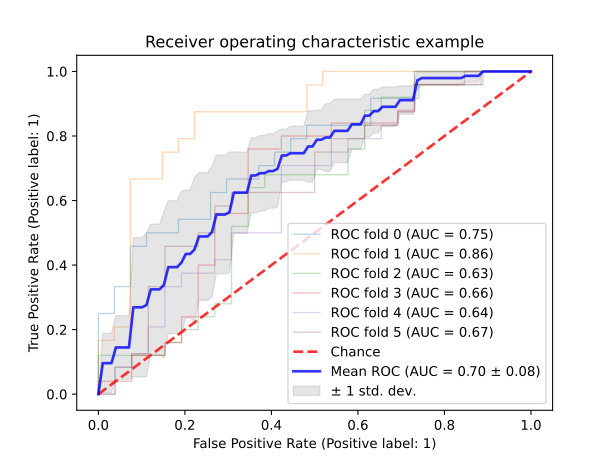 Receiver operating characteristic example
True Positive Rate (Positive label: 1)
1.0
0.8
0.6
0.4
0.2
0.0
ROC fold 0 (AUC = 0.75)
ROC fold 1 (AUC = 0.86)
ROC fold 2 (AUC = 0.63)
ROC fold 3 (AUC = 0.66)
ROC fold 4 (AUC = 0.64)
ROC fold 5 (AUC = 0.67)
Chance
Mean ROC (AUC = 0.70 ± 0.08)
± 1 std. dev.
0.0 0.2 0.4 0.6 0.8 1.0
False Positive Rate (Positive label: 1)